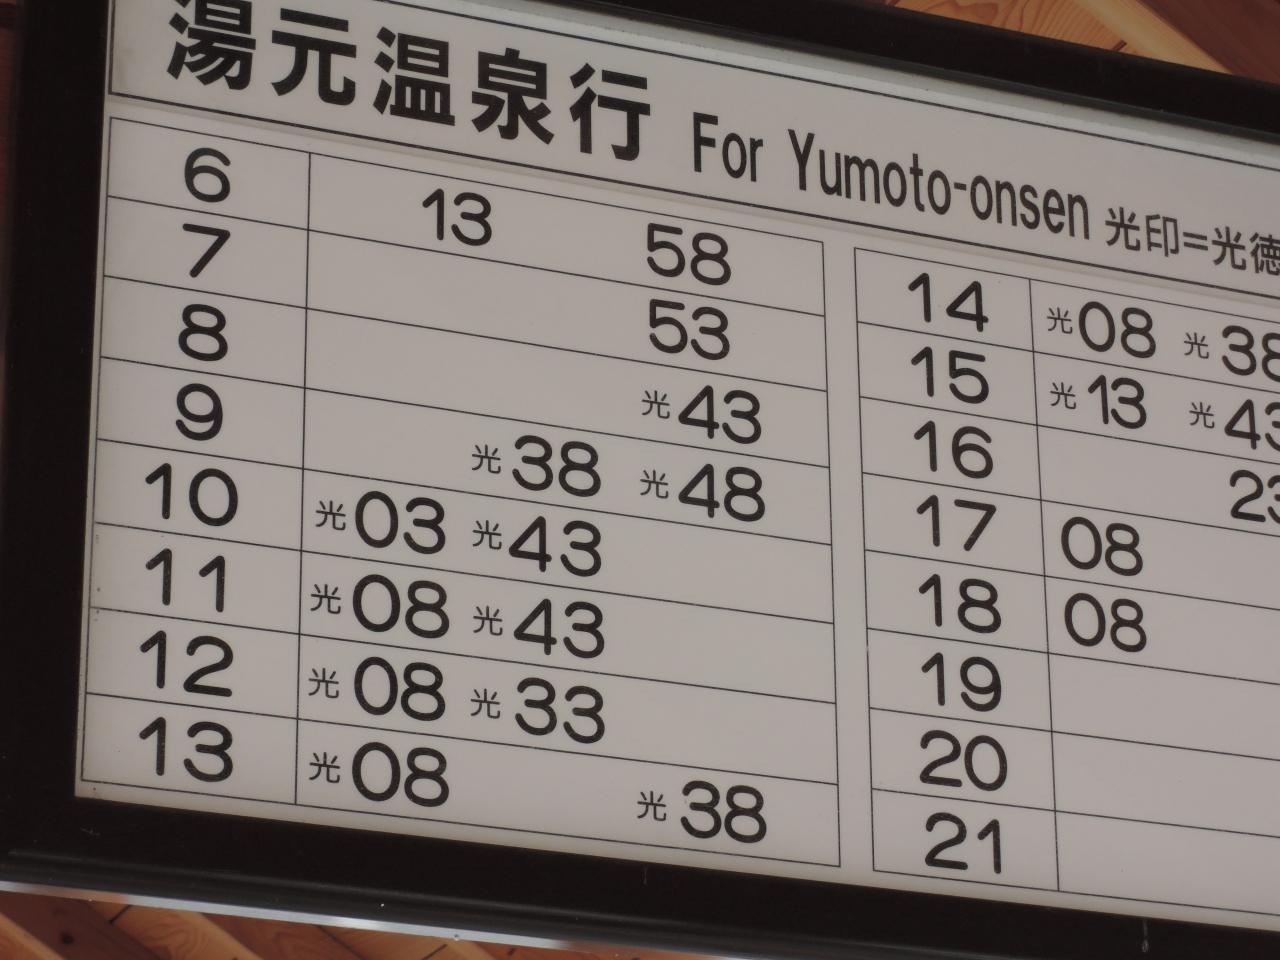 湯元温泉行 For Yumoto-onsen 光印=光徳
6 13 58
7 53
8 光43
9 光38 光48
10 光03 光43
11 光08 光43
12 光08 光33
13 光08 光38
14 光08 光38
15 光13 光43
16 23
17 08
18 08
19
20
21